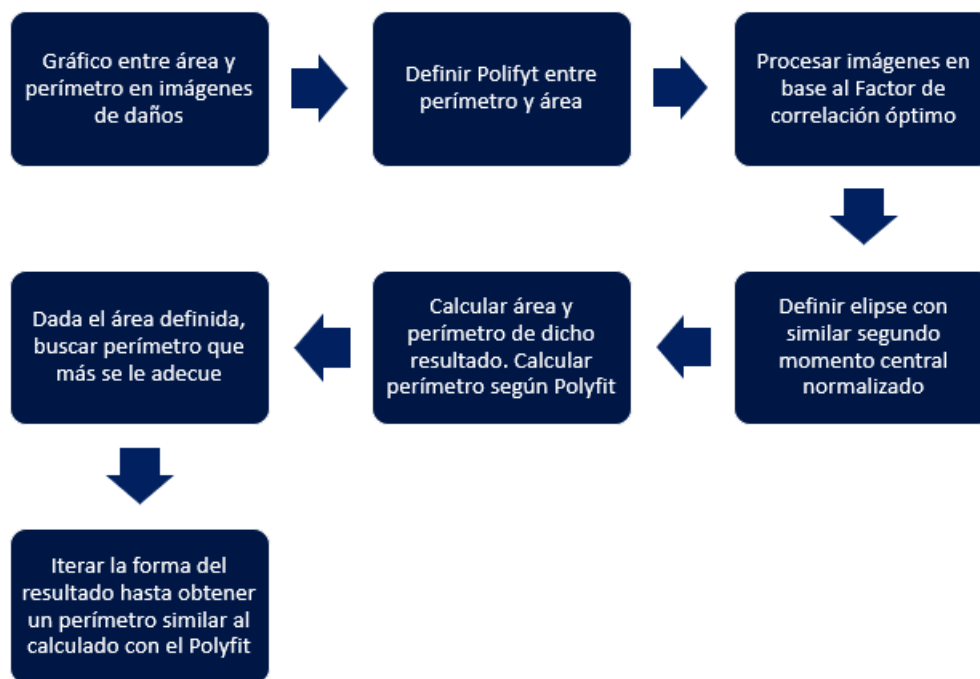 Gráfico entre área y
perímetro en imágenes
de daños
Definir Polifyt entre
perímetro y área
Procesar imágenes en
base al Factor de
correlación óptimo
Definir elipse con
similar segundo
momento central
normalizado
Calcular área y
perímetro de dicho
resultado. Calcular
perímetro según Polyfit
Dada el área definida,
buscar perímetro que
más se le adecue
Iterar la forma del
resultado hasta obtener
un perímetro similar al
calculado con el Polyfit